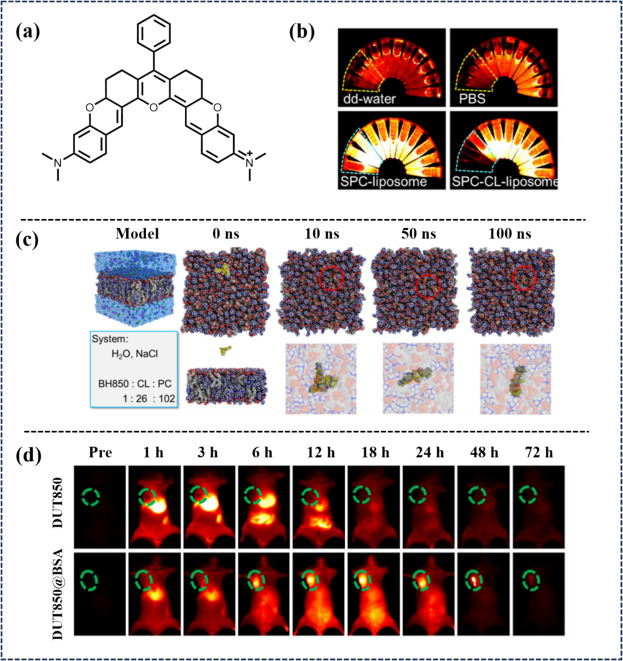 (a)
O
O
O
N
N+
(b)
dd-water
PBS
SPC-liposome
SPC-CL-liposome
(c)
Model
0 ns
10 ns
50 ns
100 ns
System:
H₂O, NaCl
BH850 : CL : PC
1 : 26 : 102
(d)
Pre
1 h
3 h
6 h
12 h
18 h
24 h
48 h
72 h
DUT850
DUT850@BSA